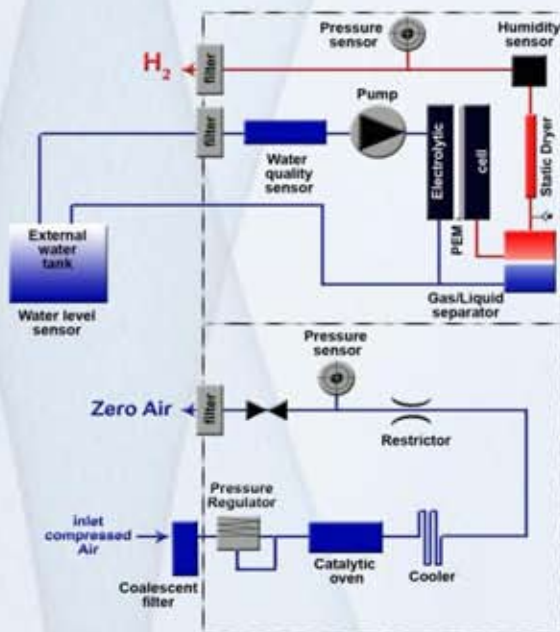 Pressure
sensor
Humidity
sensor
H2
filter
Pump
filter
Water
quality
sensor
Electrolytic
cell
PEM
Static Dryer
External
water
tank
Water level
sensor
Gas/Liquid
separator
Pressure
sensor
Zero Air
filter
Restrictor
Pressure
Regulator
inlet
compressed
Air
Coalescent
filter
Catalytic
oven
Cooler